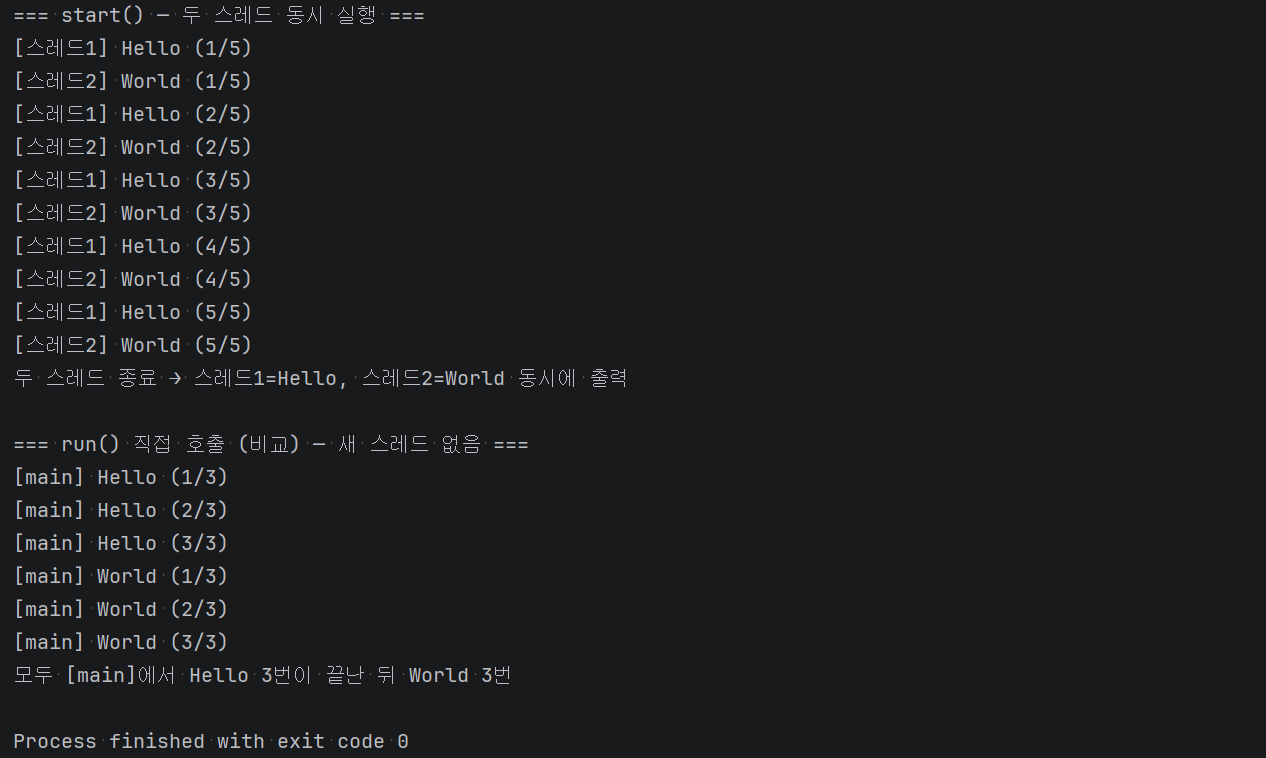 === start() — 두 스레드 동시 실행 ===
[스레드1] Hello (1/5)
[스레드2] World (1/5)
[스레드1] Hello (2/5)
[스레드2] World (2/5)
[스레드1] Hello (3/5)
[스레드2] World (3/5)
[스레드1] Hello (4/5)
[스레드2] World (4/5)
[스레드1] Hello (5/5)
[스레드2] World (5/5)
두 스레드 종료 → 스레드1=Hello, 스레드2=World 동시에 출력
=== run() 직접 호출 (비교) — 새 스레드 없음 ===
[main] Hello (1/3)
[main] Hello (2/3)
[main] Hello (3/3)
[main] World (1/3)
[main] World (2/3)
[main] World (3/3)
모두 [main]에서 Hello 3번이 끝난 뒤 World 3번
Process finished with exit code 0